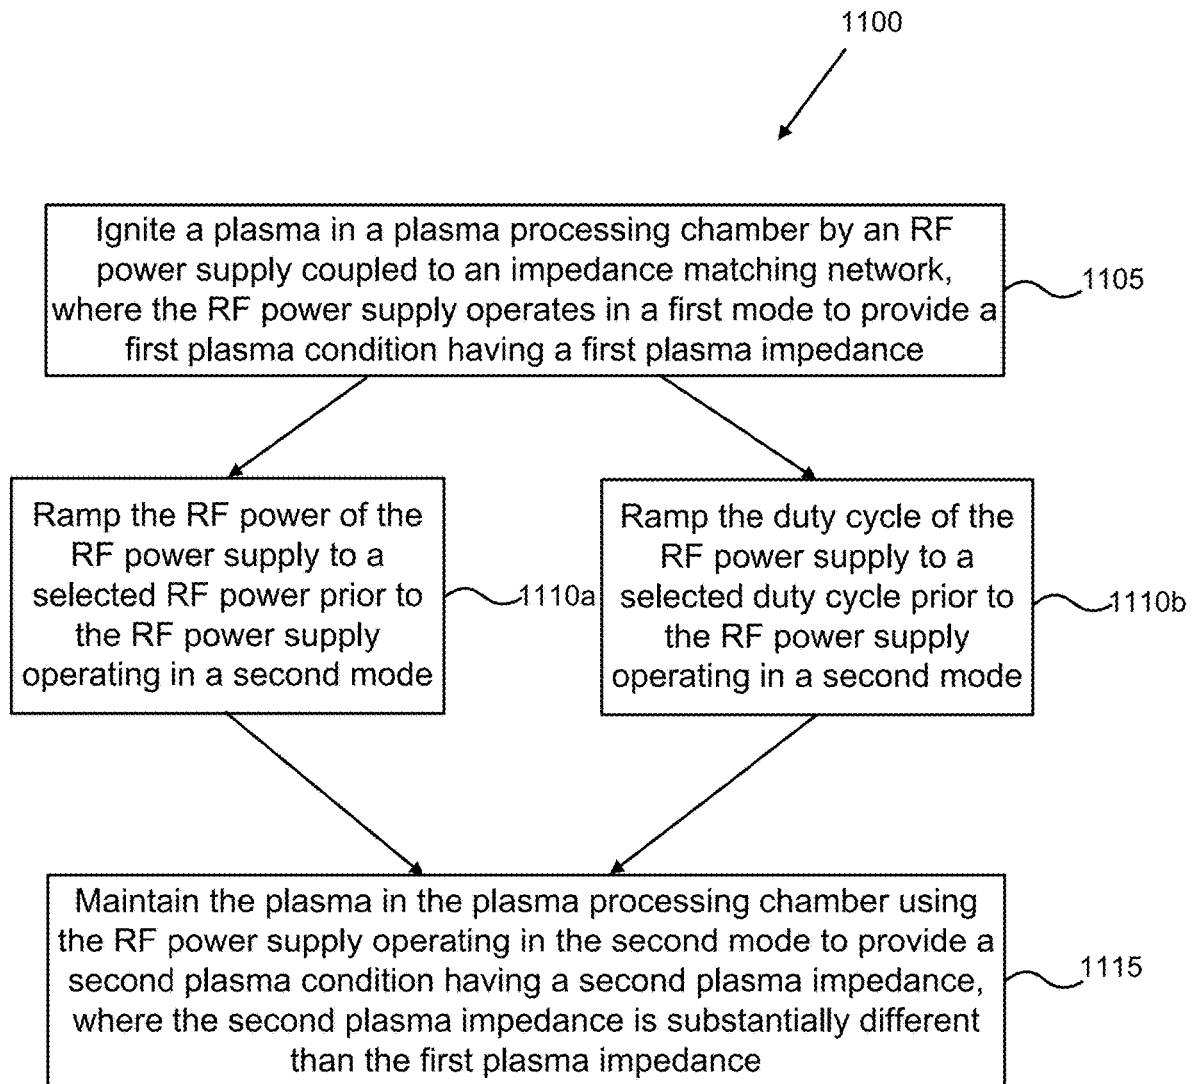 1100
Ignite a plasma in a plasma processing chamber by an RF
power supply coupled to an impedance matching network,
where the RF power supply operates in a first mode to provide a
first plasma condition having a first plasma impedance
1105
Ramp the RF power of the
RF power supply to a
selected RF power prior to
the RF power supply
operating in a second mode
1110a
Ramp the duty cycle of the
RF power supply to a
selected duty cycle prior to
the RF power supply
operating in a second mode
1110b
Maintain the plasma in the plasma processing chamber using
the RF power supply operating in the second mode to provide a
second plasma condition having a second plasma impedance,
where the second plasma impedance is substantially different
than the first plasma impedance
1115